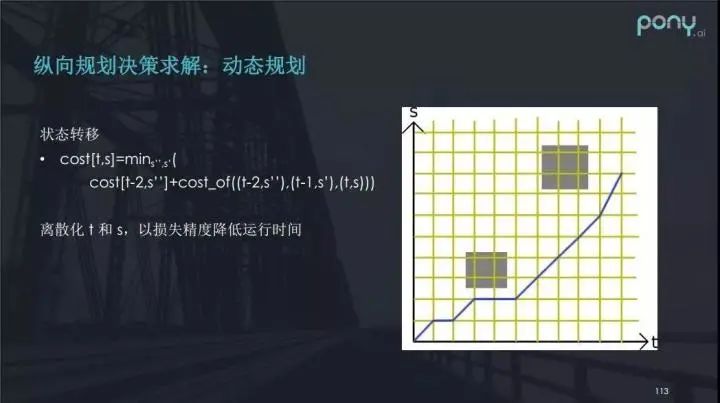 pony.ai
纵向规划决策求解：动态规划
状态转移
• cost[t,s]=min_{s'',s'}(
cost[t-2,s'']+cost_of((t-2,s''),(t-1,s'),(t,s)))
离散化 t 和 s，以损失精度降低运行时间
s
t
113